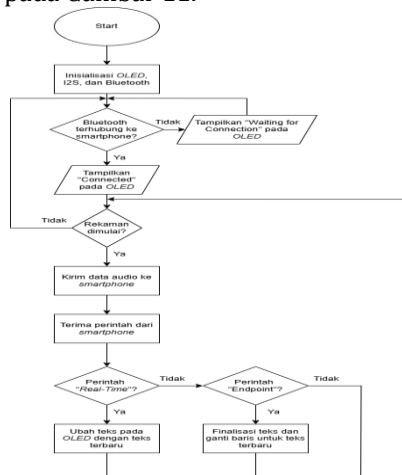 Start
Inisialisasi OLED,
I2S, dan Bluetooth
Bluetooth
terhubung ke
smartphone?
Tidak
Tampilkan "Waiting for
Connection" pada
OLED
Ya
Tampilkan
"Connected"
pada OLED
Tidak
Rekaman
dimulai?
Ya
Kirim data audio ke
smartphone
Terima perintah dari
smartphone
Perintah
"Real-Time"?
Tidak
Perintah
"Endpoint"?
Tidak
Ya
Ya
Ubah teks pada
OLED dengan teks
terbaru
Finalisasi teks dan
ganti baris untuk teks
terbaru